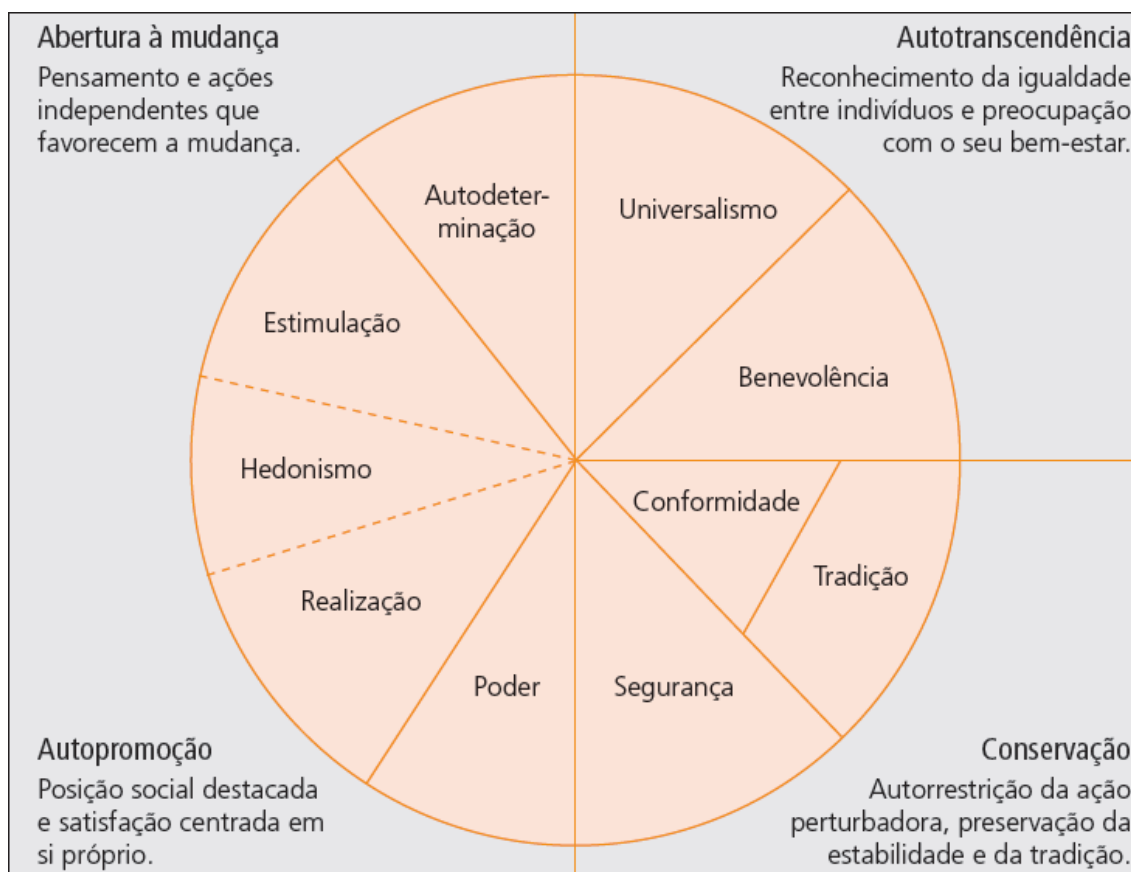 Abertura à mudança
Pensamento e ações
independentes que
favorecem a mudança.
Autotranscendência
Reconhecimento da igualdade
entre indivíduos e preocupação
com o seu bem-estar.
Autodeter-
minação
Universalismo
Estimulação
Benevolência
Hedonismo
Conformidade
Tradição
Realização
Poder
Segurança
Autopromoção
Posição social destacada
e satisfação centrada em
si próprio.
Conservação
Autorrestrição da ação
perturbadora, preservação da
estabilidade e da tradição.